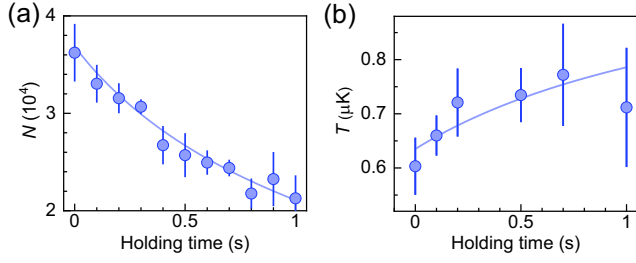 (a)
4
3
2
N (10⁴)
0
0.5
1
Holding time (s)
(b)
0.8
0.7
0.6
T (μK)
0
0.5
1
Holding time (s)